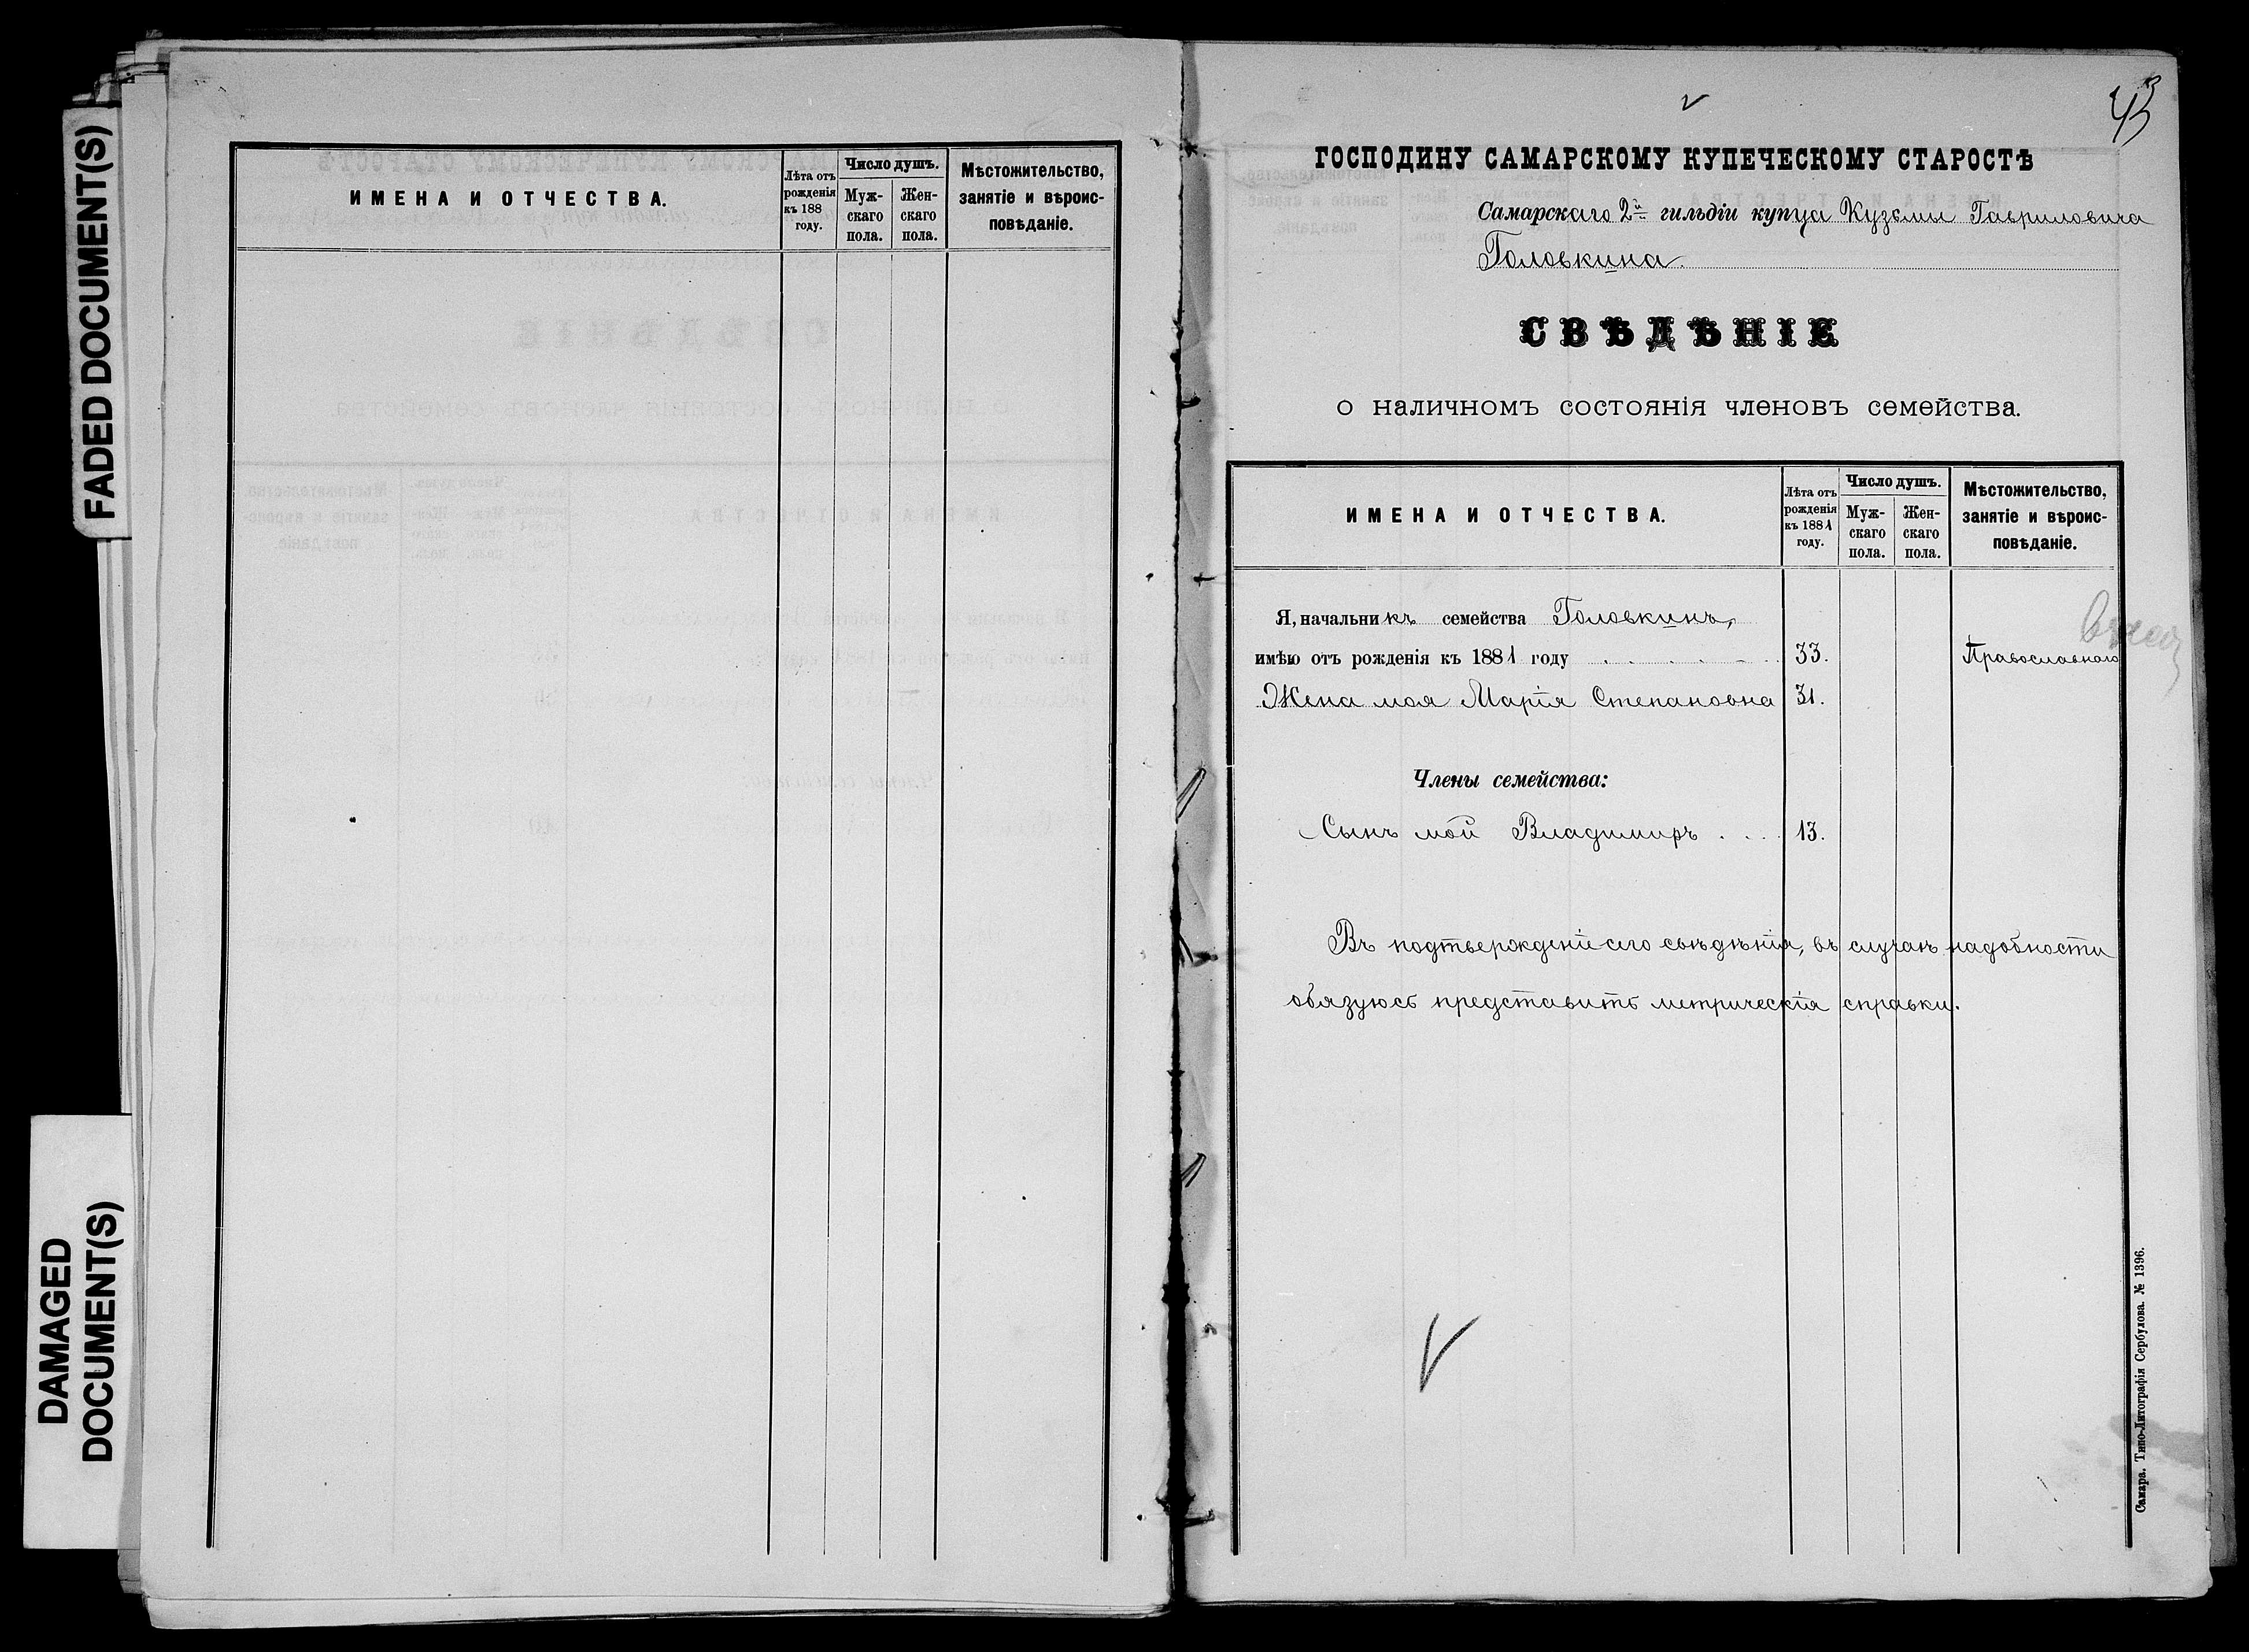 FADED DOCUMENT(S)
DAMAGED
DOCUMENT(S)
ИМЕНА И ОТЧЕСТВА.
Лѣта отъ
рожденія
къ 188
году.
Число душъ.
Муж-
скаго
пола.
Жен-
скаго
пола.
Мѣстожительство,
занятіе и вѣроис-
повѣданіе.
43
ГОСПОДИНУ САМАРСКОМУ КУПЕЧЕСКОМУ СТАРОСТѢ
Самарскаго 2й гильдіи купца Кузьмы Гавриловича
Головкина.
СВѢДѢНІЕ
о наличномъ состоянія членовъ семейства.
ИМЕНА И ОТЧЕСТВА.
Лѣта отъ
рожденія
къ 1881
году.
Число душъ.
Муж-
скаго
пола.
Жен-
скаго
пола.
Мѣстожительство,
занятіе и вѣроис-
повѣданіе.
Я, начальникъ семейства Головкинъ,
имѣю отъ рожденія къ 1881 году 33. Православнаго
Жена моя Марія Степановна 31.
Члены семейства:
Сынъ мой Владимиръ 13.
Въ подтвержденіе сего свѣдѣнія, въ случаѣ надобности
обязуюсь представить метрическія справки.
Самара. Типо-Литографія Сербулова. № 1396.